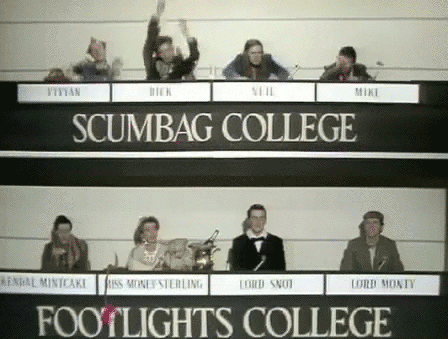 VYVYAN RICK NEIL MIKE
SCUMBAG COLLEGE
KENDAL MINTCAKE MISS MONEYSTERLING LORD SNOT LORD MONTY
FOOTLIGHTS COLLEGE